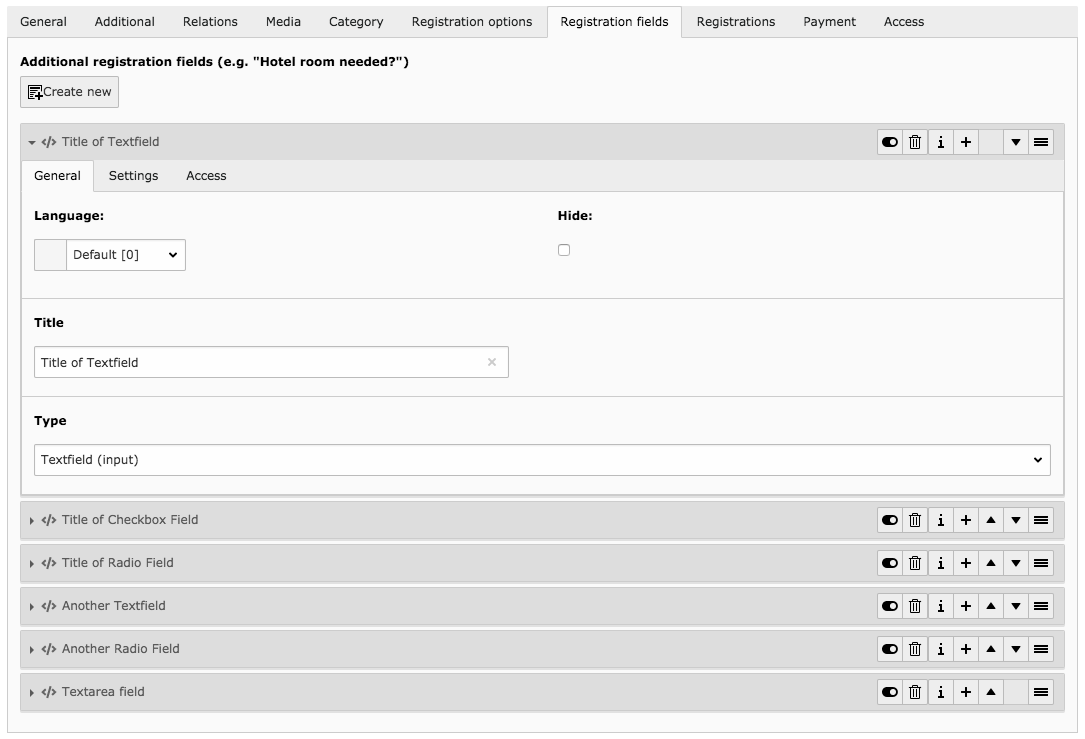 General Additional Relations Media Category Registration options Registration fields Registrations Payment Access
Additional registration fields (e.g. "Hotel room needed?")
Create new
Title of Textfield
General Settings Access
Language: Hide:
Default [0]
Title
Title of Textfield
Type
Textfield (input)
Title of Checkbox Field
Title of Radio Field
Another Textfield
Another Radio Field
Textarea field